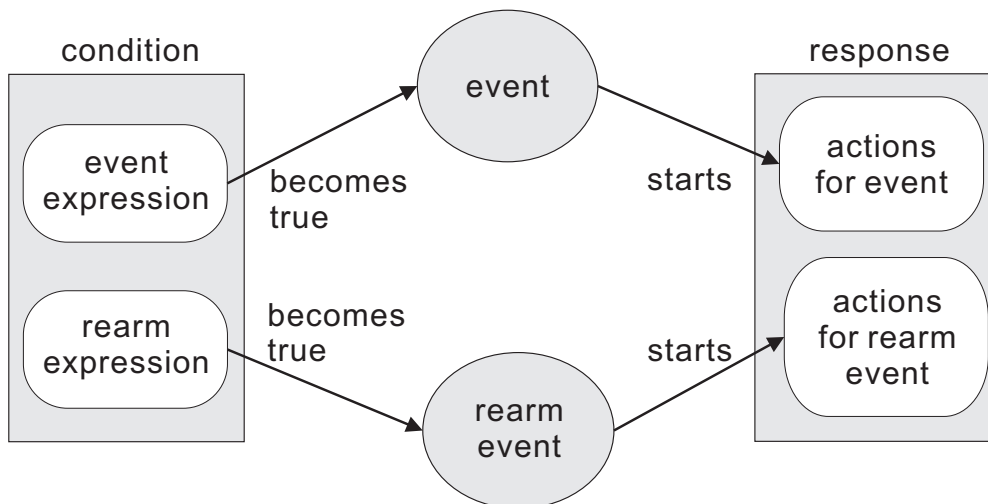 condition
event
expression
becomes
true
event
starts
response
actions
for event
rearm
expression
becomes
true
rearm
event
starts
actions
for rearm
event